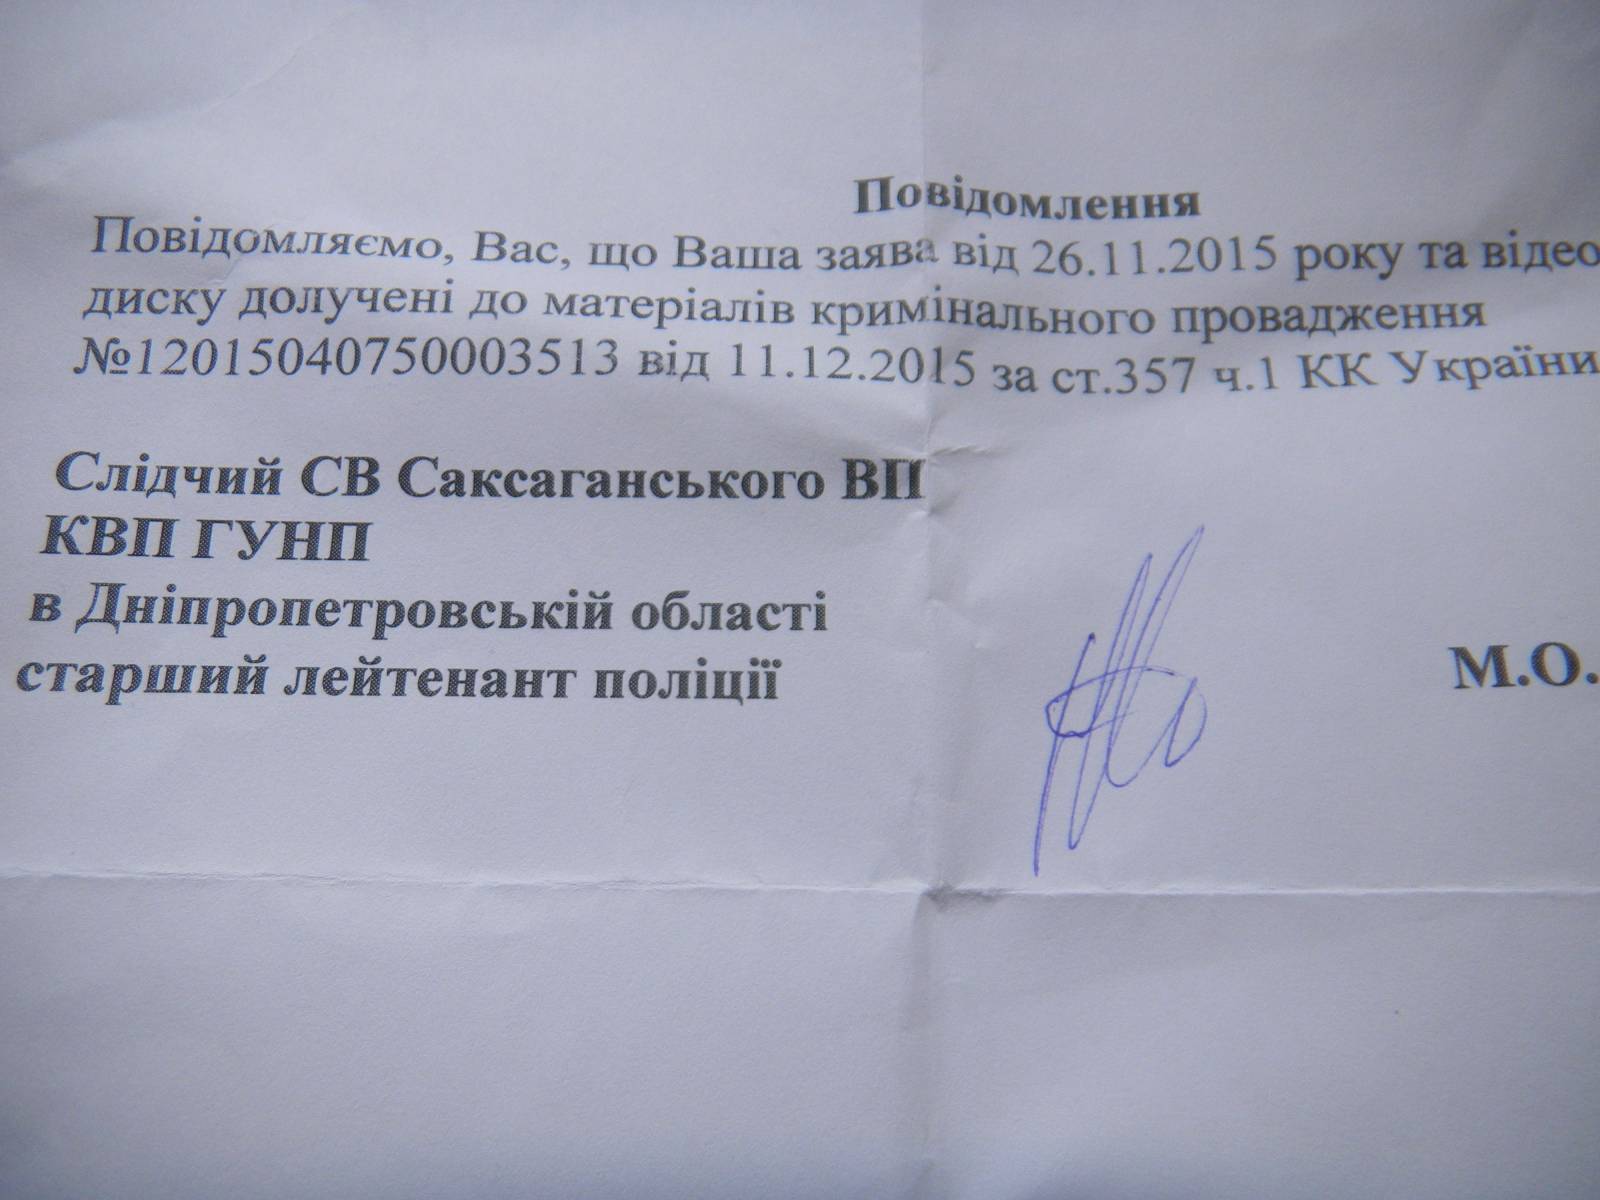 Повідомлення
Повідомляємо, Вас, що Ваша заява від 26.11.2015 року та відео
диску долучені до матеріалів кримінального провадження
№12015040750003513 від 11.12.2015 за ст.357 ч.1 КК України
Слідчий СВ Саксаганського ВП
КВП ГУНП
в Дніпропетровській області
старший лейтенант поліції
М.О.